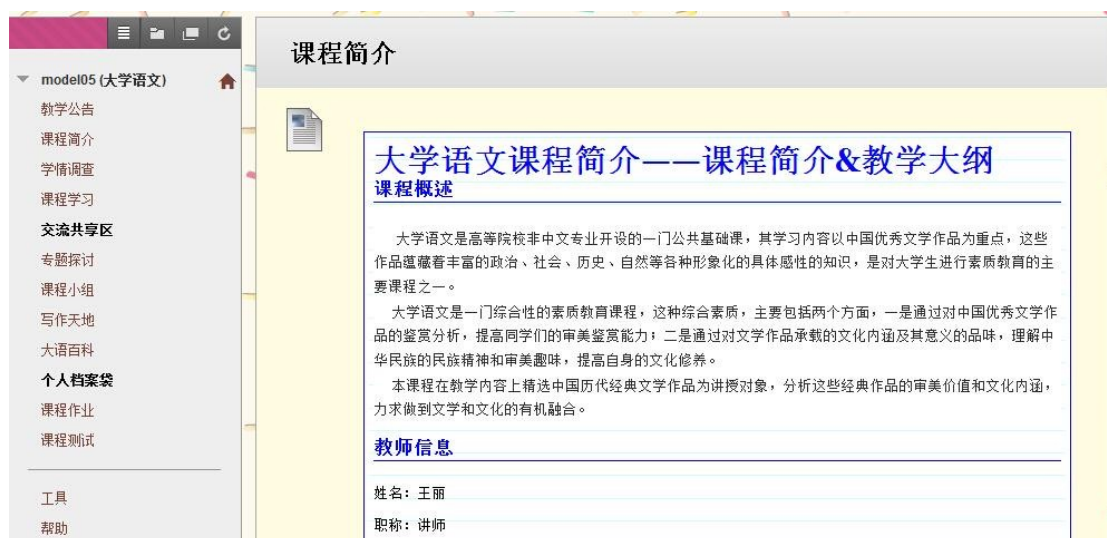 model05 (大学语文)
教学公告
课程简介
学情调查
课程学习
交流共享区
专题探讨
课程小组
写作天地
大语百科
个人档案袋
课程作业
课程测试
工具
帮助
课程简介
大学语文课程简介——课程简介&教学大纲
课程概述
大学语文是高等院校非中文专业开设的一门公共基础课，其学习内容以中国优秀文学作品为重点，这些
作品蕴藏着丰富的政治、社会、历史、自然等各种形象化的具体感性的知识，是对大学生进行素质教育的主
要课程之一。
大学语文是一门综合性的素质教育课程，这种综合素质，主要包括两个方面，一是通过对中国优秀文学作
品的鉴赏分析，提高同学们的审美鉴赏能力；二是通过对文学作品承载的文化内涵及其意义的品味，理解中
华民族的民族精神和审美趣味，提高自身的文化修养。
本课程在教学内容上精选中国历代经典文学作品为讲授对象，分析这些经典作品的审美价值和文化内涵，
力求做到文学和文化的有机融合。
教师信息
姓名：王丽
职称：讲师